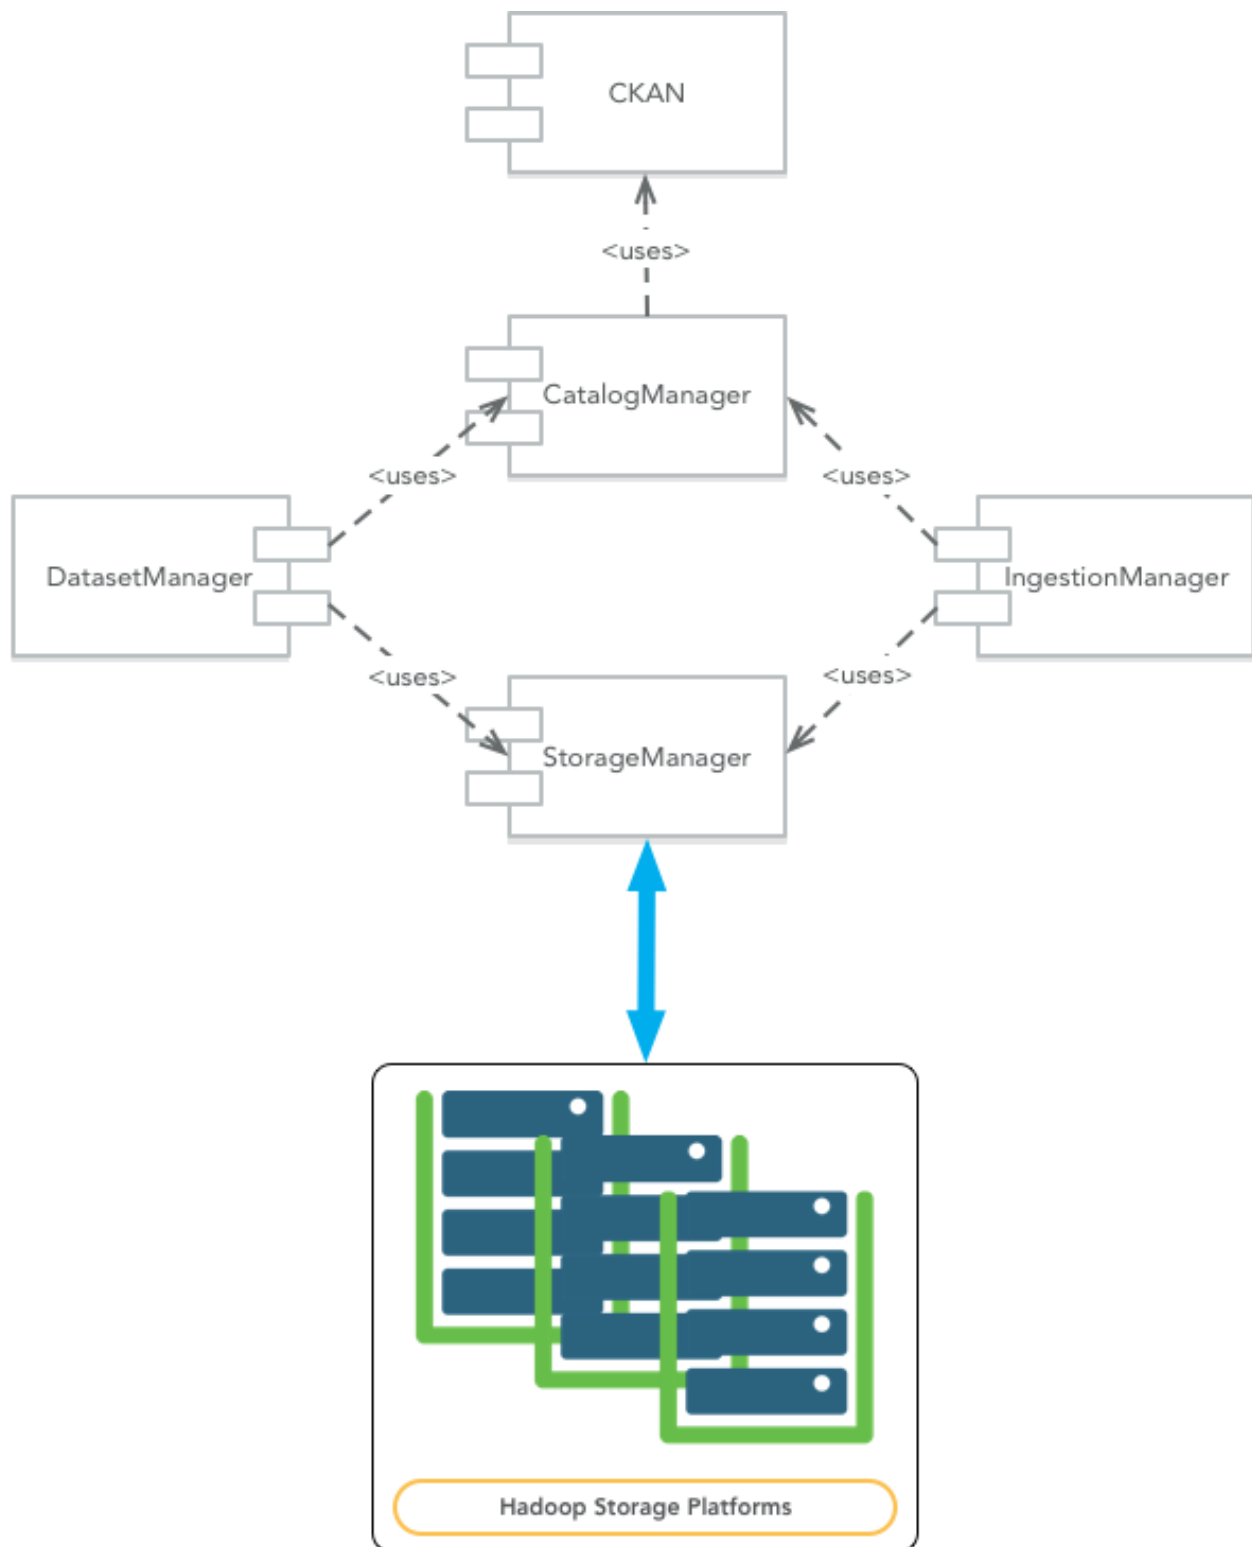 CKAN
<uses>
CatalogManager
<uses>
<uses>
DatasetManager
IngestionManager
<uses>
<uses>
StorageManager
Hadoop Storage Platforms